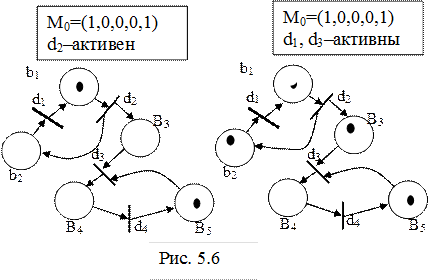 M₀=(1,0,0,0,1)
d₂–активен
M₀=(1,0,0,0,1)
d₁, d₃–активны
b₁
d₁
d₂
B₃
b₂
d₃
B₄
d₄
B₅
b₁
d₁
d₂
B₃
b₂
d₃
B₄
d₄
B₅
Рис. 5.6